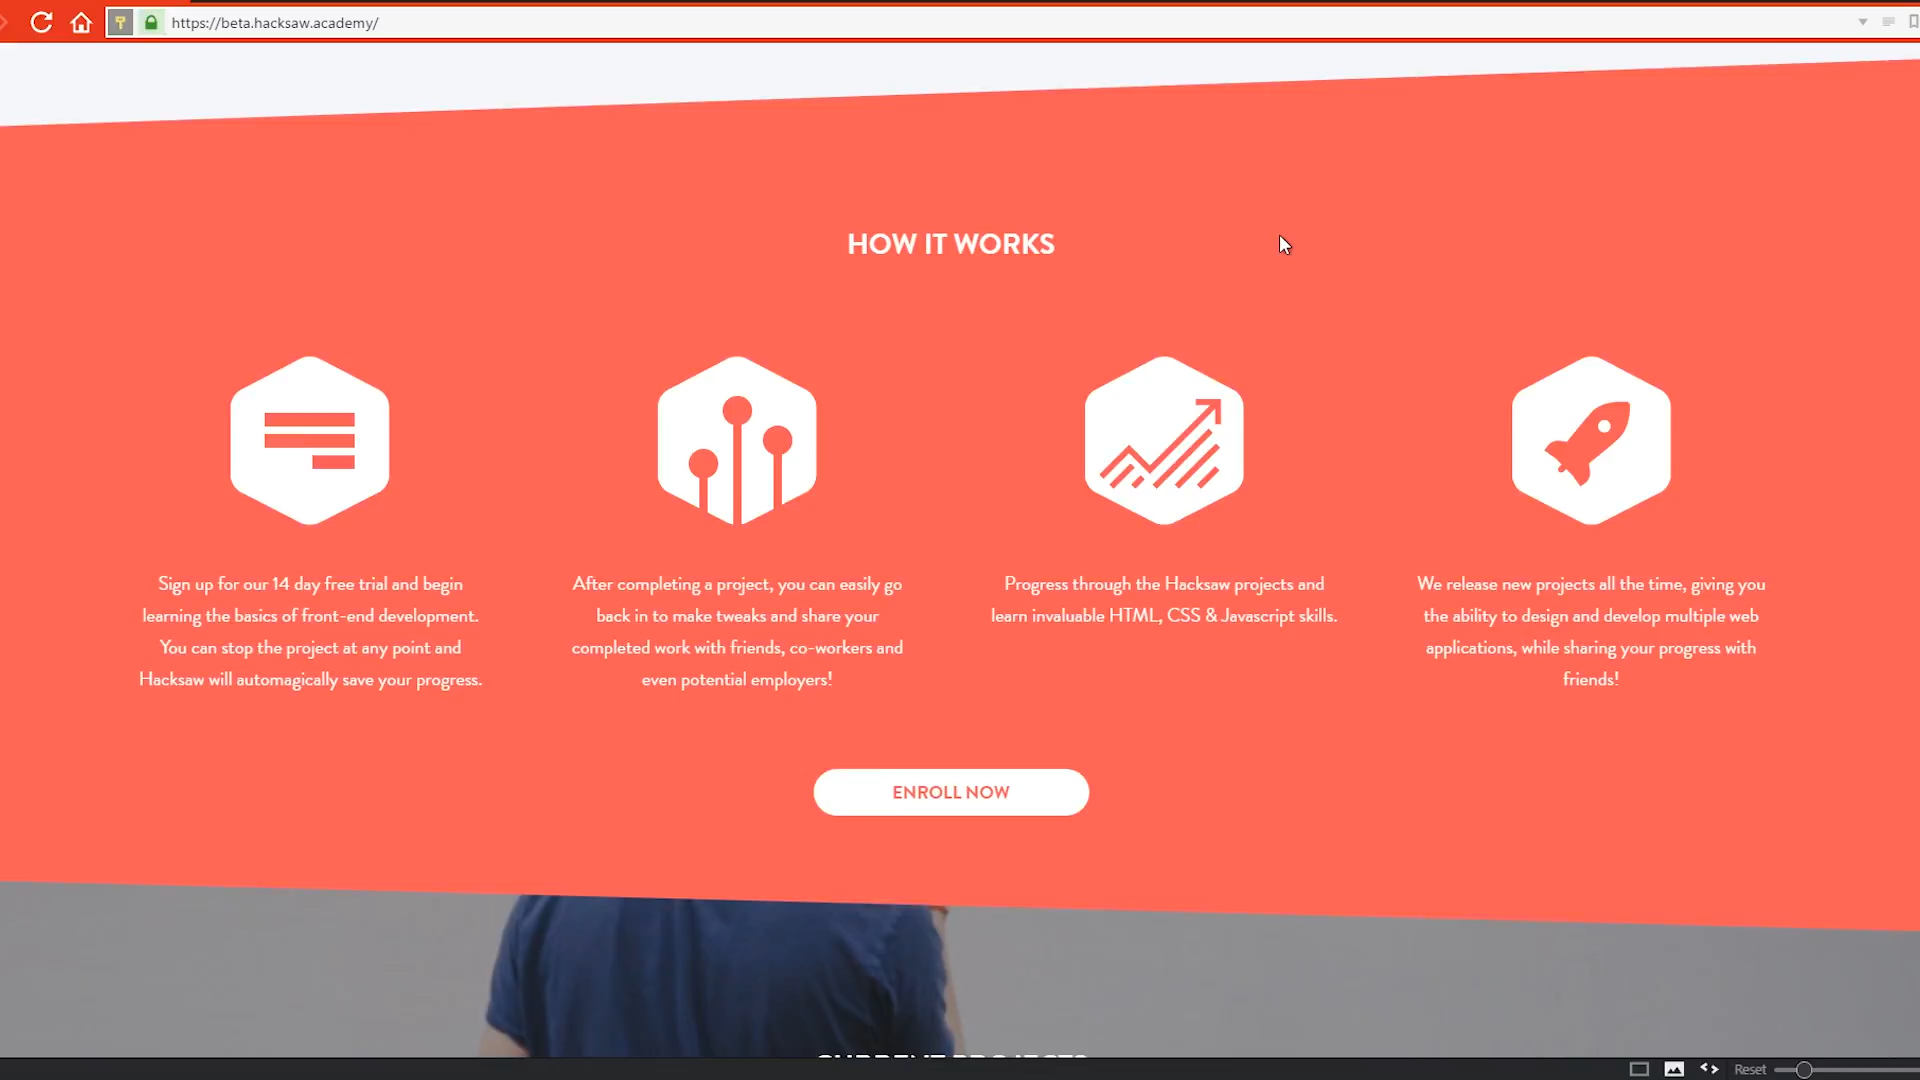 https://beta.hacksaw.academy/
HOW IT WORKS
Sign up for our 14 day free trial and begin
learning the basics of front-end development.
You can stop the project at any point and
Hacksaw will automagically save your progress.
After completing a project, you can easily go
back in to make tweaks and share your
completed work with friends, co-workers and
even potential employers!
Progress through the Hacksaw projects and
learn invaluable HTML, CSS & Javascript skills.
We release new projects all the time, giving you
the ability to design and develop multiple web
applications, while sharing your progress with
friends!
ENROLL NOW
CURRENT PROJECTS
Reset